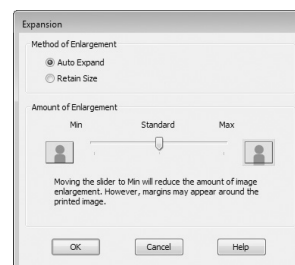 Expansion
Method of Enlargement
Auto Expand
Retain Size
Amount of Enlargement
Min Standard Max
Moving the slider to Min will reduce the amount of image
enlargement. However, margins may appear around the
printed image.
OK Cancel Help